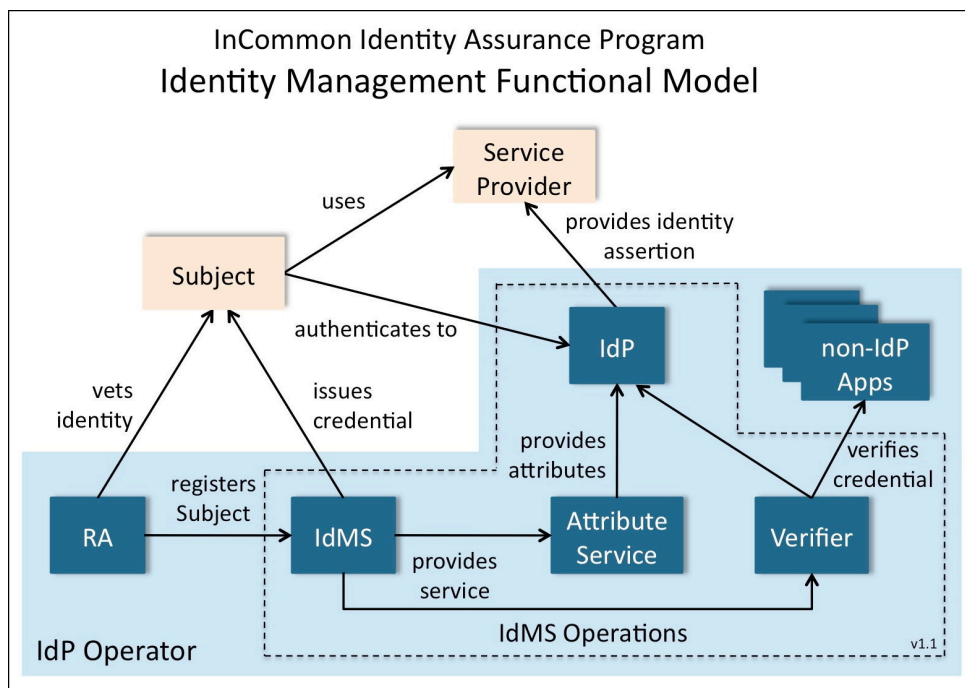 InCommon Identity Assurance Program
Identity Management Functional Model
Service
Provider
uses
provides identity
assertion
Subject
authenticates to
IdP
non-IdP
Apps
vets
identity
issues
credential
provides
attributes
verifies
credential
registers
Subject
RA
IdMS
Attribute
Service
Verifier
provides
service
IdMS Operations
IdP Operator
v1.1